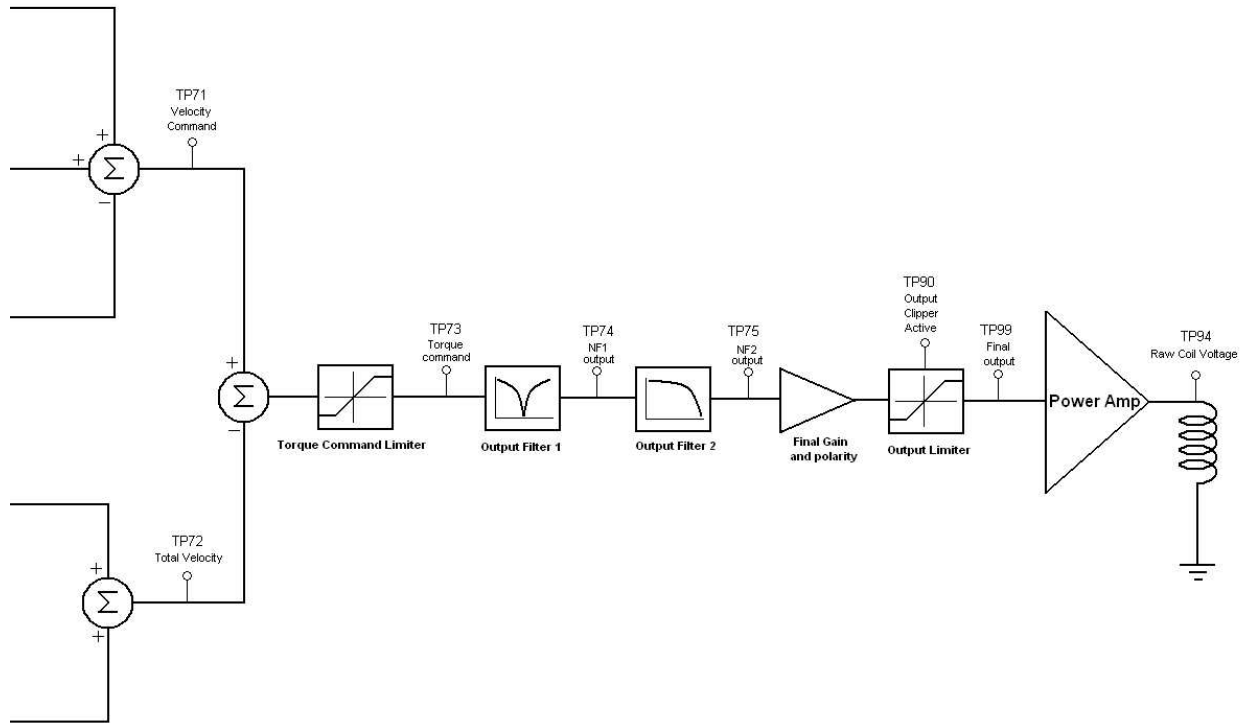 TP71
Velocity
Command
+
+
Σ
−
TP90
Output
Clipper
Active
TP73
Torque
command
TP74
NF1
output
TP75
NF2
output
TP99
Final
output
TP94
Raw Coil Voltage
+
Σ
−
Power Amp
Torque Command Limiter
Output Filter 1
Output Filter 2
Final Gain
and polarity
Output Limiter
TP72
Total Velocity
+
Σ
+